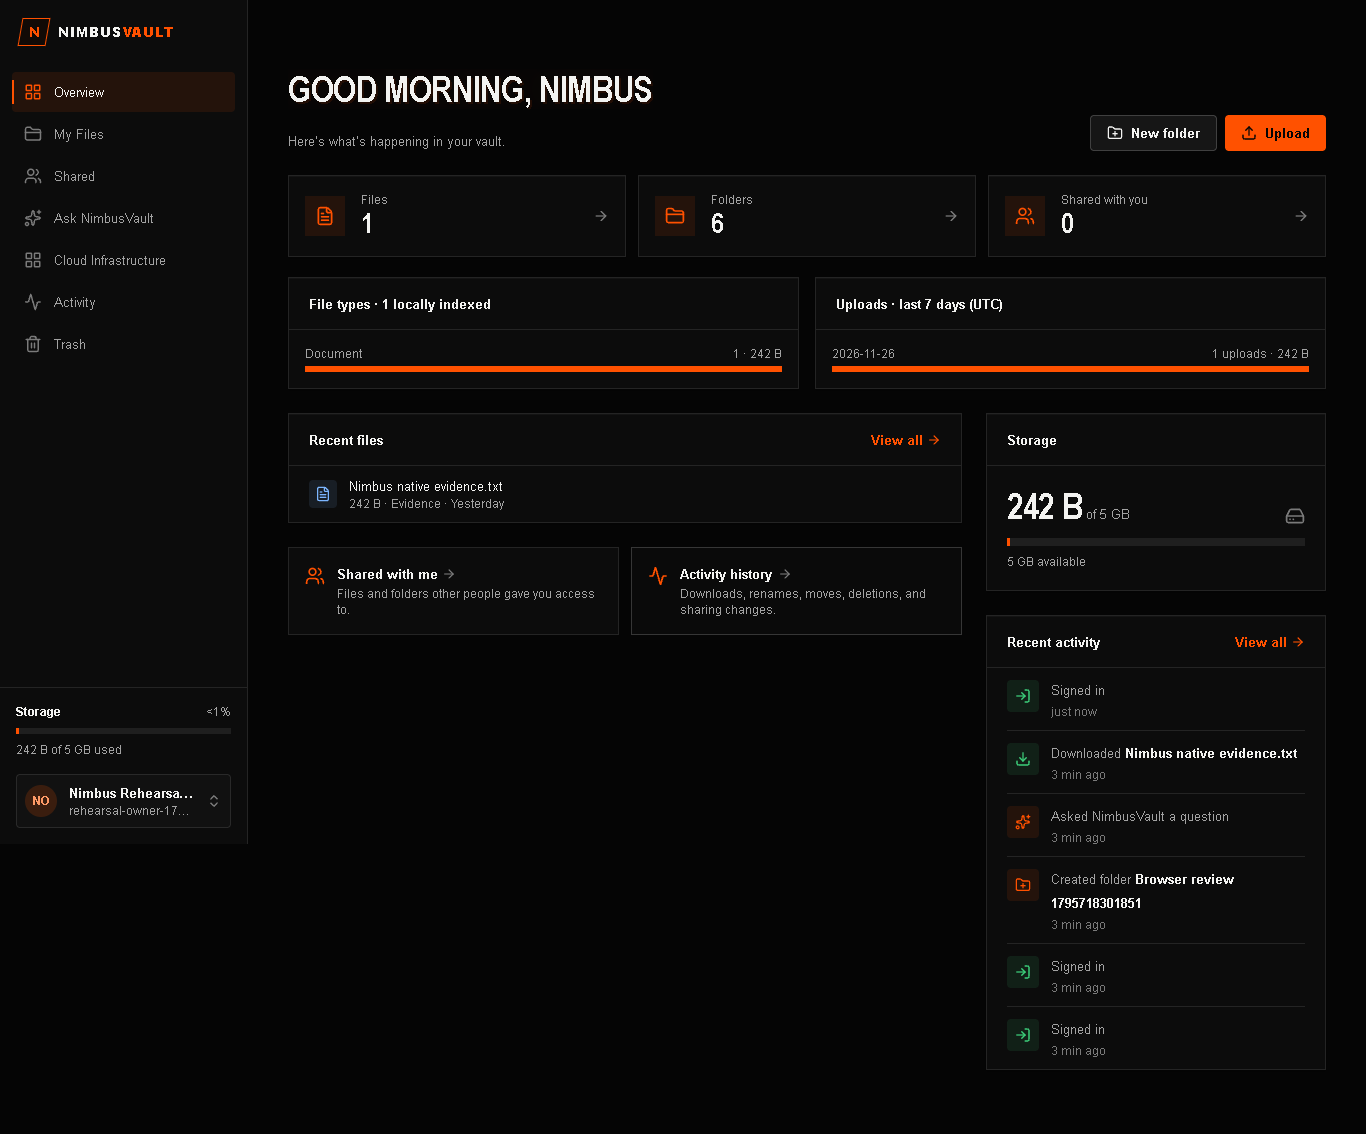 N NIMBUSVAULT
Overview
My Files
Shared
Ask NimbusVault
Cloud Infrastructure
Activity
Trash
Storage <1%
242 B of 5 GB used
NO
Nimbus Rehearsa...
rehearsal-owner-17...
GOOD MORNING, NIMBUS
Here's what's happening in your vault.
New folder
Upload
Files
1
Folders
6
Shared with you
0
File types · 1 locally indexed
Document 1 · 242 B
Uploads · last 7 days (UTC)
2026-11-26 1 uploads · 242 B
Recent files View all
Nimbus native evidence.txt
242 B · Evidence · Yesterday
Shared with me
Files and folders other people gave you access
to.
Activity history
Downloads, renames, moves, deletions, and
sharing changes.
Storage
242 B of 5 GB
5 GB available
Recent activity View all
Signed in
just now
Downloaded Nimbus native evidence.txt
3 min ago
Asked NimbusVault a question
3 min ago
Created folder Browser review
1795718301851
3 min ago
Signed in
3 min ago
Signed in
3 min ago